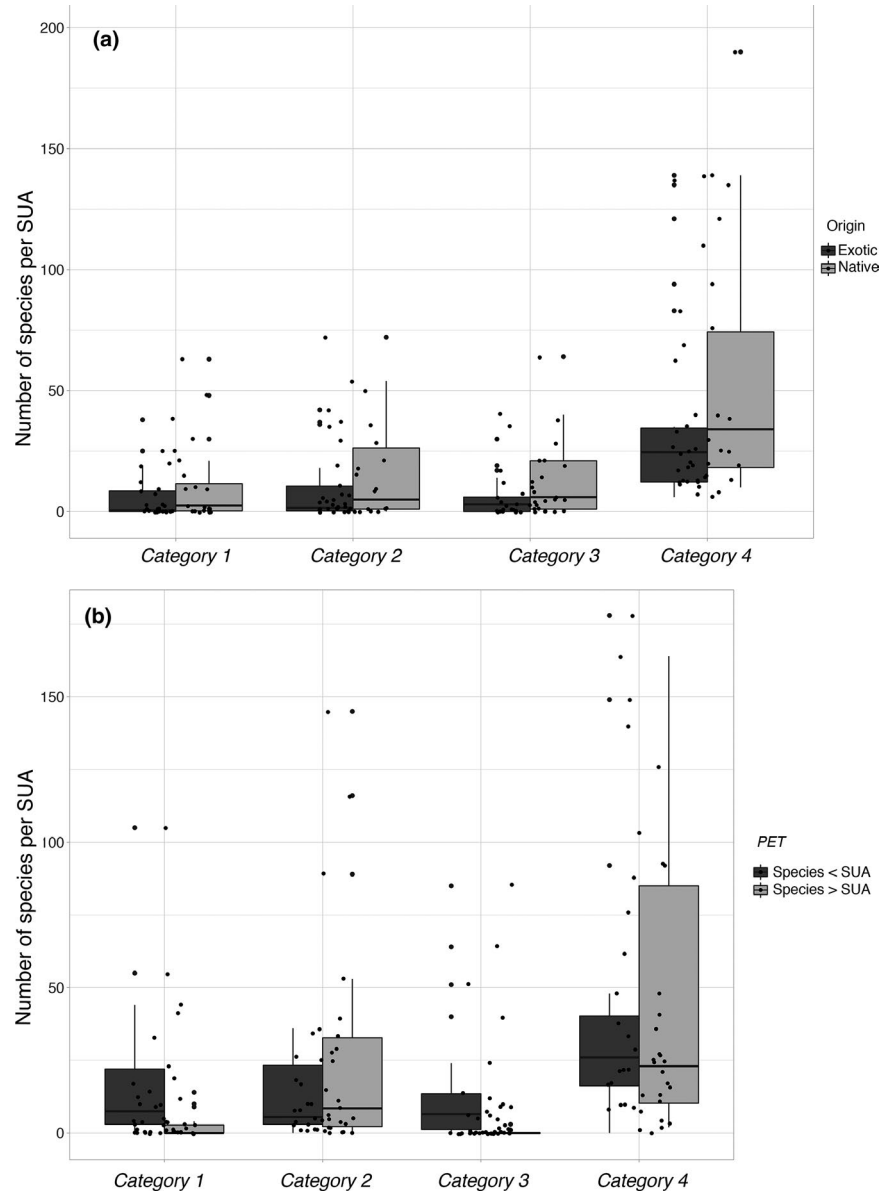 (a)
200
150
100
50
0
Number of species per SUA
Origin
Exotic
Native
Category 1 Category 2 Category 3 Category 4
(b)
150
100
50
0
Number of species per SUA
PET
Species < SUA
Species > SUA
Category 1 Category 2 Category 3 Category 4